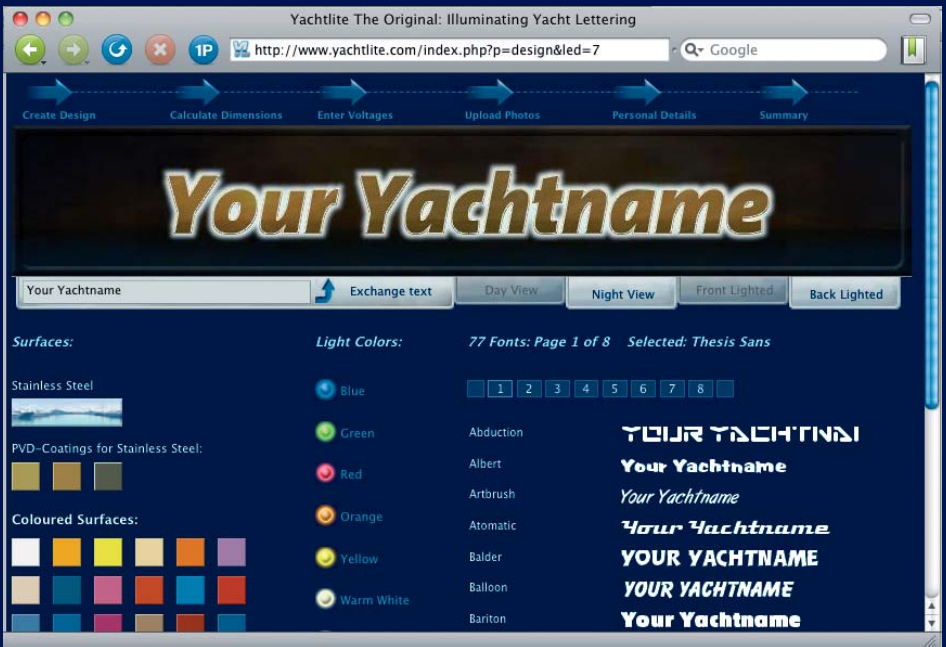 Yachtlite The Original: Illuminating Yacht Lettering
1P http://www.yachtlite.com/index.php?p=design&led=7 Google
Create Design Calculate Dimensions Enter Voltages Upload Photos Personal Details Summary
Your Yachtname
Your Yachtname Exchange text Day View Night View Front Lighted Back Lighted
Surfaces: Light Colors: 77 Fonts: Page 1 of 8 Selected: Thesis Sans
Stainless Steel Blue 1 2 3 4 5 6 7 8
PVD-Coatings for Stainless Steel: Green Abduction YOUR YACHTNA
Red Albert Your Yachtname
Artbrush Your Yachtname
Coloured Surfaces: Orange Atomatic Your Yachtname
Yellow Balder YOUR YACHTNAME
Warm White Balloon YOUR YACHTNAME
Bariton Your Yachtname